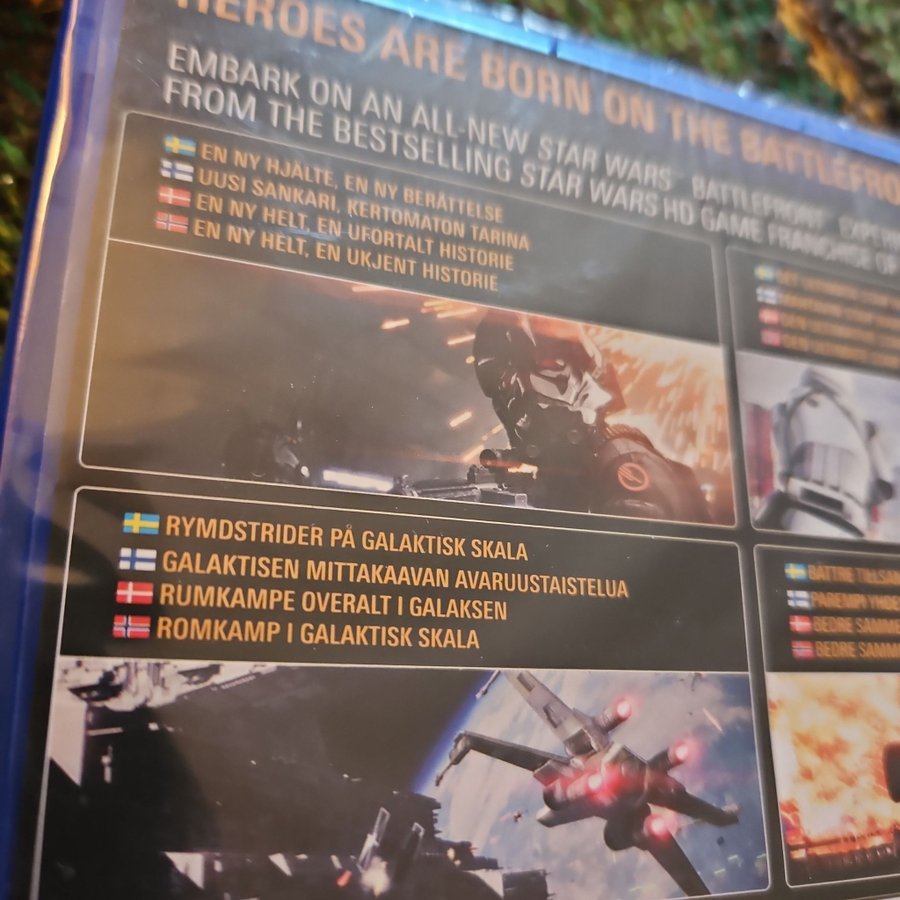 HEROES ARE BORN ON THE
EMBARK ON AN ALL-NEW STAR WARS™ BATTLEFRONT™
FROM THE BESTSELLING STAR WARS HD GAME FRANCHISE OF
EN NY HJÄLTE, EN NY BERÄTTELSE
UUSI SANKARI, KERTOMATON TARINA
EN NY HELT, EN UFORTALT HISTORIE
EN NY HELT, EN UKJENT HISTORIE
RYMDSTRIDER PÅ GALAKTISK SKALA
GALAKTISEN MITTAKAAVAN AVARUUSTAISTELUA
RUMKAMPE OVERALT I GALAKSEN
ROMKAMP I GALAKTISK SKALA
BÄTTRE
PAREMPI
BEDRE
BEDRE